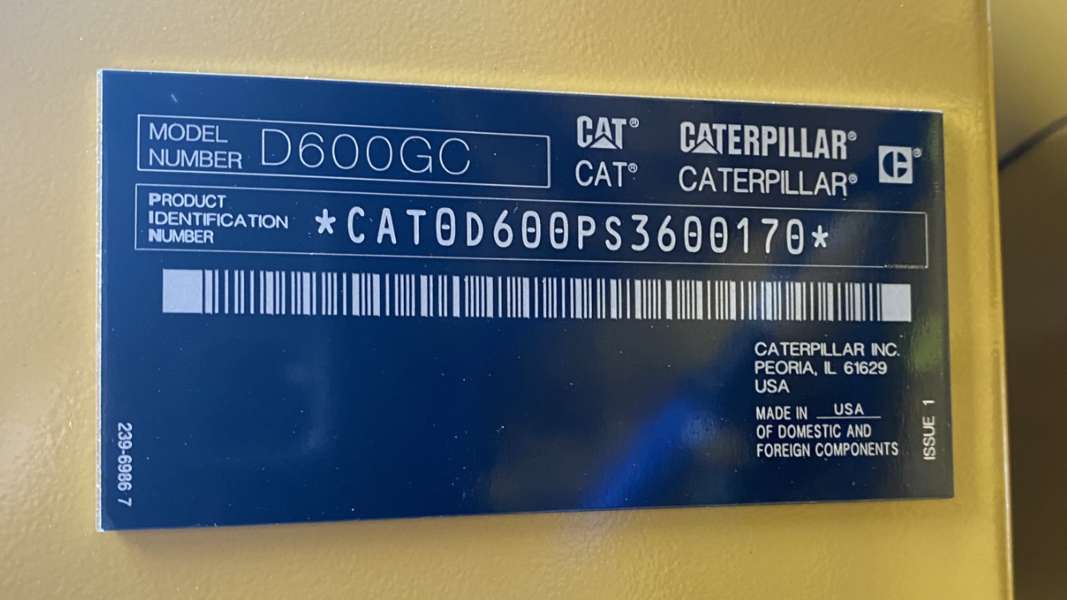 MODEL
NUMBER D600GC
CAT® CATERPILLAR®
CAT® CATERPILLAR®
PRODUCT
IDENTIFICATION
NUMBER
*CAT0D600PS3600170*
CATERPILLAR INC.
PEORIA, IL 61629
USA
MADE IN USA
OF DOMESTIC AND
FOREIGN COMPONENTS
239-6986 7
ISSUE 1